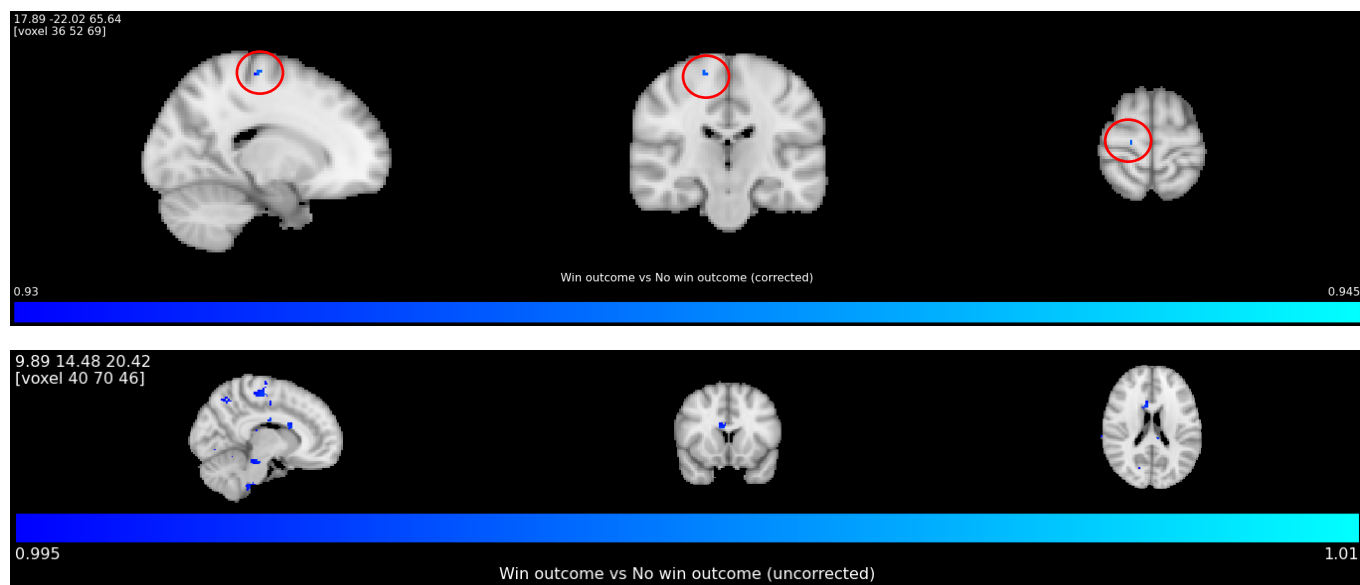 17.89 -22.02 65.64
[voxel 36 52 69]
Win outcome vs No win outcome (corrected)
0.93
0.945
9.89 14.48 20.42
[voxel 40 70 46]
0.995
1.01
Win outcome vs No win outcome (uncorrected)